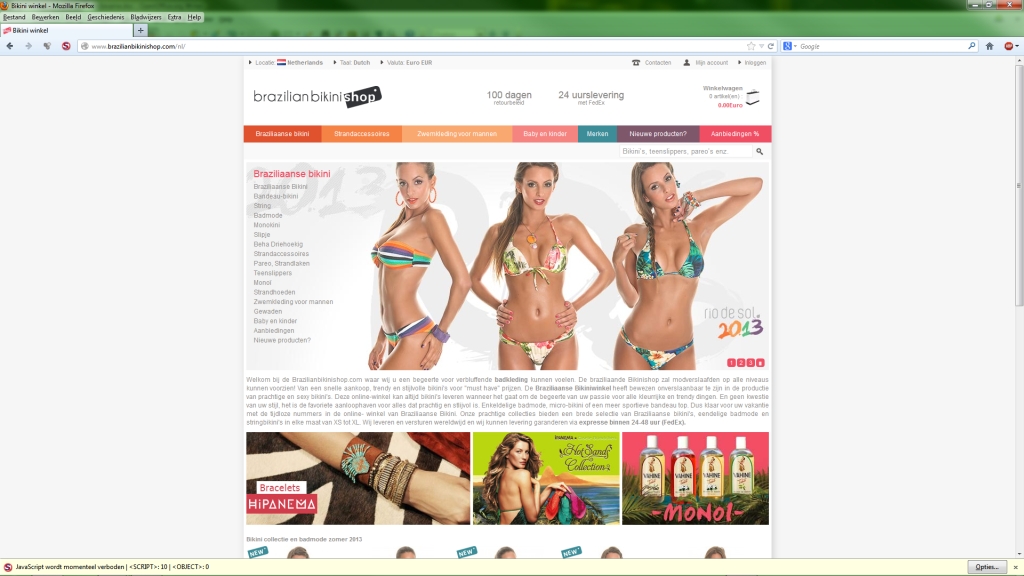 Bikini winkel - Mozilla Firefox
Bestand Bewerken Beeld Geschiedenis Bladwijzers Extra Help
Bikini winkel
www.brazilianbikinishop.com/nl/
Google
Locatie Netherlands Taal: Dutch Valuta: Euro EUR Contacten Mijn account Inloggen
brazilianbikinishop
100 dagen
retourbeleid
24 uurslevering
met FedEx
Winkelwagen
0 artikel(en)
0.00Euro
Braziliaanse bikini Strandaccessoires Zwemkleding voor mannen Baby en kinder Merken Nieuwe producten? Aanbiedingen %
Bikini's, teenslippers, pareo's enz.
Braziliaanse bikini
Braziliaanse Bikini
Bandeau-bikini
String
Badmode
Monokini
Slipje
Beha Driehoekig
Strandaccessoires
Pareo, Strandlaken
Teenslippers
Monoï
Strandhoeden
Zwemkleding voor mannen
Gewaden
Baby en kinder
Aanbiedingen
Nieuwe producten?
2013
rio de sol
2013
1 2 3
Welkom bij de Brazilianbikinishop.com waar wij u een begeerte voor verbluffende badkleding kunnen voelen. De braziliaande Bikinishop zal modverslaafden op alle niveaus
kunnen voorzien! Van een snelle aankoop, trendy en stijlvolle bikini's voor "must have" prijzen. De Braziliaanse Bikiniwinkel heeft bewezen onverslaanbaar te zijn in de productie
van prachtige en sexy bikini's. Deze online-winkel kan altijd bikini's leveren wanneer het gaat om de begeerte van uw passie voor alle kleurrijke en trendy dingen. En geen kwestie
van uw stijl, het is de favoriete aanloophaven voor alles dat prachtig en stijlvol is. Enkeldelige badmode, micro-bikini of een meer sportieve bandeau top. Dus klaar voor uw vakantie
met de tijdloze nummers in de online- winkel van Braziliaanse Bikini. Onze prachtige collecties bieden een brede selectie van Braziliaanse bikini's, eendelige badmode en
stringbikini's in elke maat van XS tot XL. Wij leveren en versturen wereldwijd en wij kunnen levering garanderen via expresse binnen 24-48 uur (FedEx).
Bracelets
HiPANEMA
IPANEMA
Hot Sands
Collection
VAHINE VAHINE VAHINE VAHINE
-MONOI-
Bikini collectie en badmode zomer 2013
NEW NEW NEW
JavaScript wordt momenteel verboden | <SCRIPT>: 10 | <OBJECT>: 0
Opties...